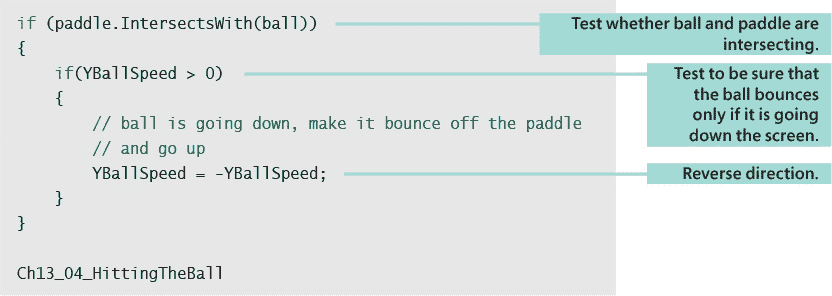 if (paddle.IntersectsWith(ball))
{
    if(YBallSpeed > 0)
    {
        // ball is going down, make it bounce off the paddle
        // and go up
        YBallSpeed = -YBallSpeed;
    }
}
Ch13_04_HittingTheBall
Test whether ball and paddle are
intersecting.
Test to be sure that
the ball bounces
only if it is going
down the screen.
Reverse direction.